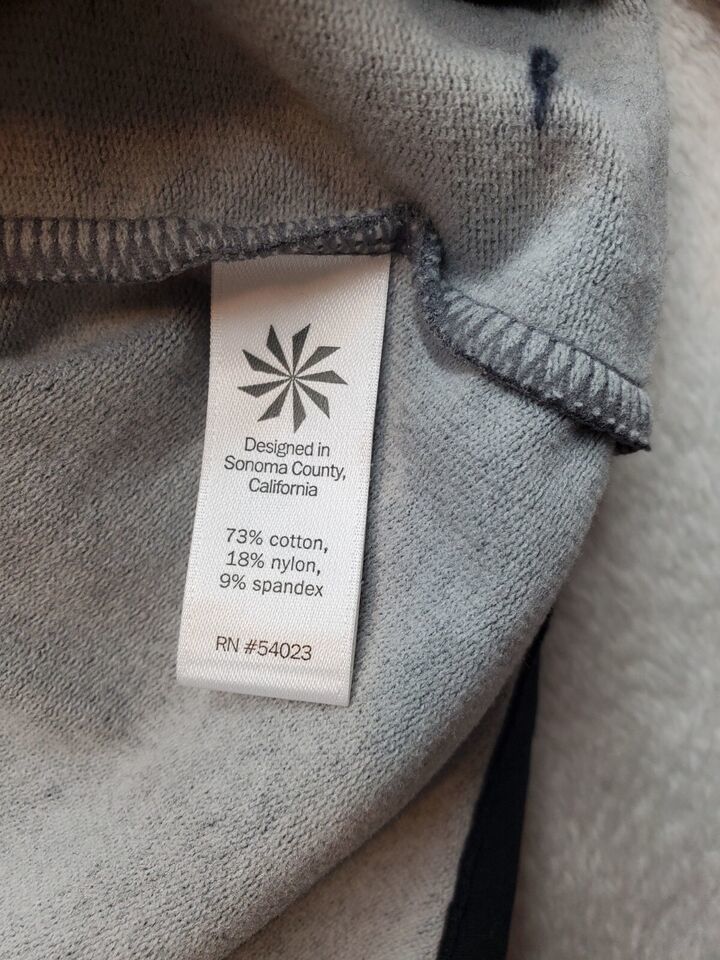 Designed in
Sonoma County,
California
73% cotton,
18% nylon,
9% spandex
RN #54023